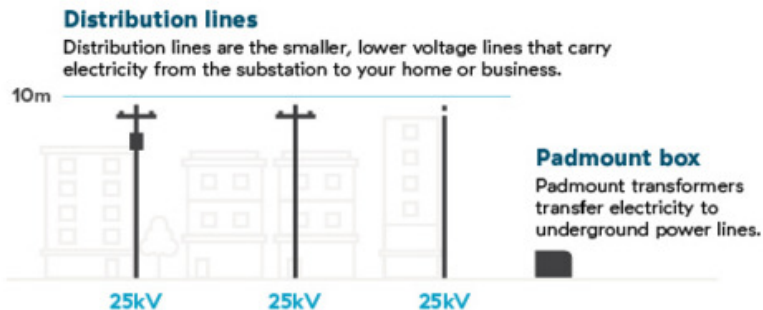 Distribution lines
Distribution lines are the smaller, lower voltage lines that carry
electricity from the substation to your home or business.
10m
Padmount box
Padmount transformers
transfer electricity to
underground power lines.
25kV
25kV
25kV